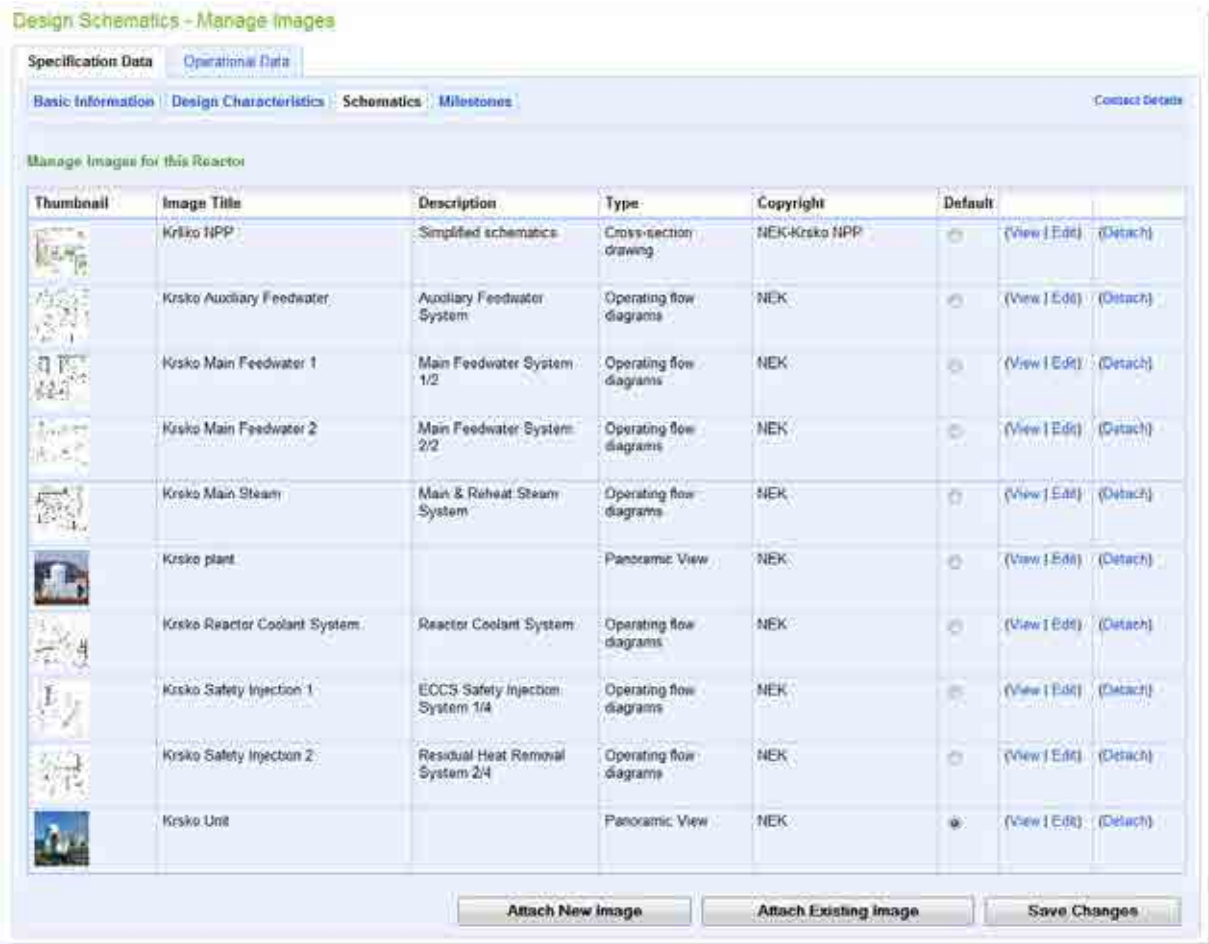 Design Schematics - Manage Images
Specification Data Operational Data
Basic Information Design Characteristics Schematics Milestones Contact Details
Manage Images for this Reactor
Thumbnail Image Title Description Type Copyright Default
Krško NPP Simplified schematics Cross-section drawing NEK-Krsko NPP (View | Edit) (Detach)
Krsko Auxiliary Feedwater Auxiliary Feedwater System Operating flow diagrams NEK (View | Edit) (Detach)
Krsko Main Feedwater 1 Main Feedwater System 1/2 Operating flow diagrams NEK (View | Edit) (Detach)
Krsko Main Feedwater 2 Main Feedwater System 2/2 Operating flow diagrams NEK (View | Edit) (Detach)
Krsko Main Steam Main & Reheat Steam System Operating flow diagrams NEK (View | Edit) (Detach)
Krsko plant Panoramic View NEK (View | Edit) (Detach)
Krsko Reactor Coolant System Reactor Coolant System Operating flow diagrams NEK (View | Edit) (Detach)
Krsko Safety Injection 1 ECCS Safety Injection System 1/4 Operating flow diagrams NEK (View | Edit) (Detach)
Krsko Safety Injection 2 Residual Heat Removal System 2/4 Operating flow diagrams NEK (View | Edit) (Detach)
Krsko Unit Panoramic View NEK (View | Edit) (Detach)
Attach New Image Attach Existing Image Save Changes